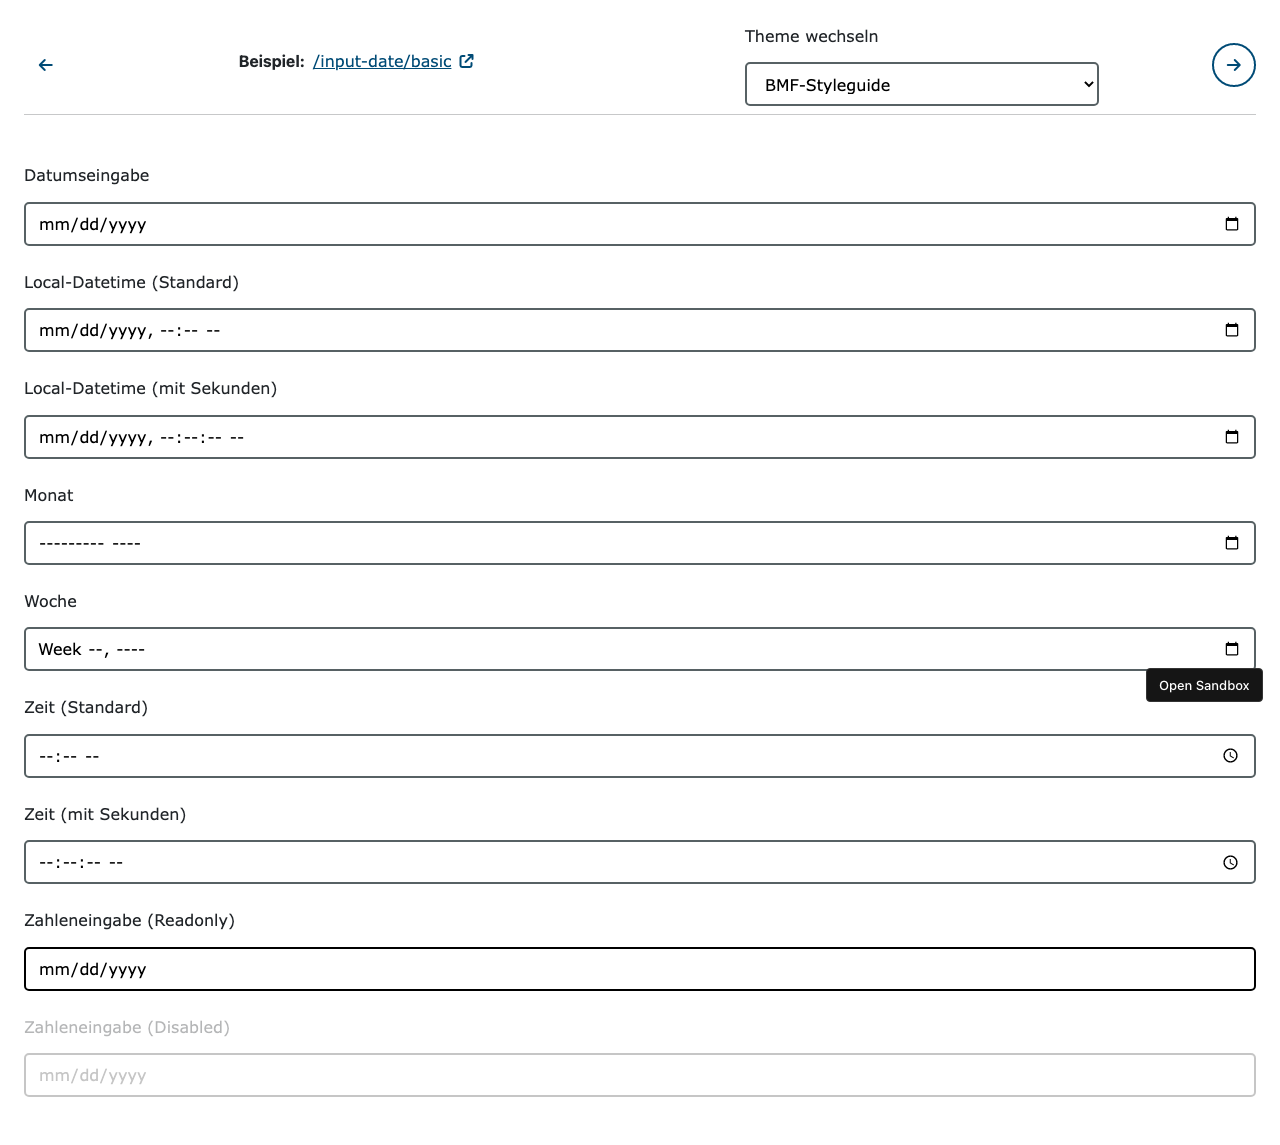 Theme wechseln
Beispiel: /input-date/basic
BMF-Styleguide
Datumseingabe
mm/dd/yyyy
Local-Datetime (Standard)
mm/dd/yyyy, --:-- --
Local-Datetime (mit Sekunden)
mm/dd/yyyy, --:--:-- --
Monat
--------- ----
Woche
Week --, ----
Open Sandbox
Zeit (Standard)
--:-- --
Zeit (mit Sekunden)
--:--:-- --
Zahleneingabe (Readonly)
mm/dd/yyyy
Zahleneingabe (Disabled)
mm/dd/yyyy